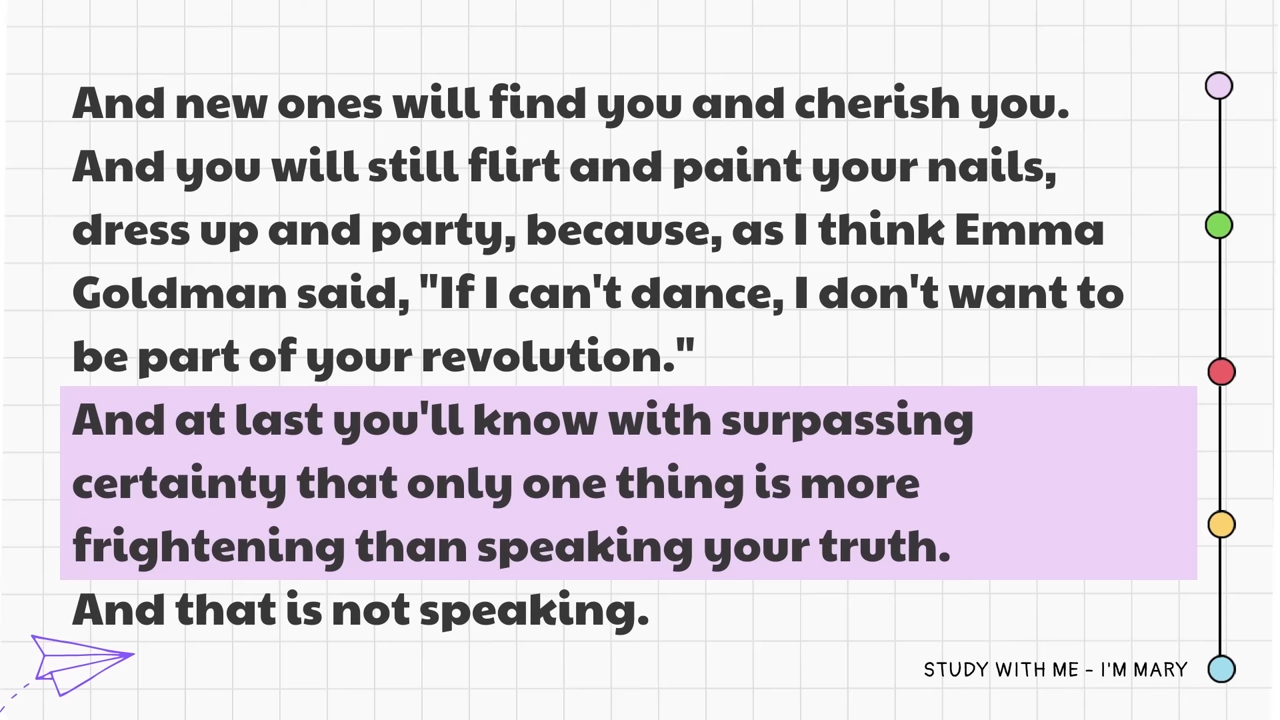 And new ones will find you and cherish you.
And you will still flirt and paint your nails,
dress up and party, because, as I think Emma
Goldman said, "If I can't dance, I don't want to
be part of your revolution."
And at last you'll know with surpassing
certainty that only one thing is more
frightening than speaking your truth.
And that is not speaking.
STUDY WITH ME - I'M MARY